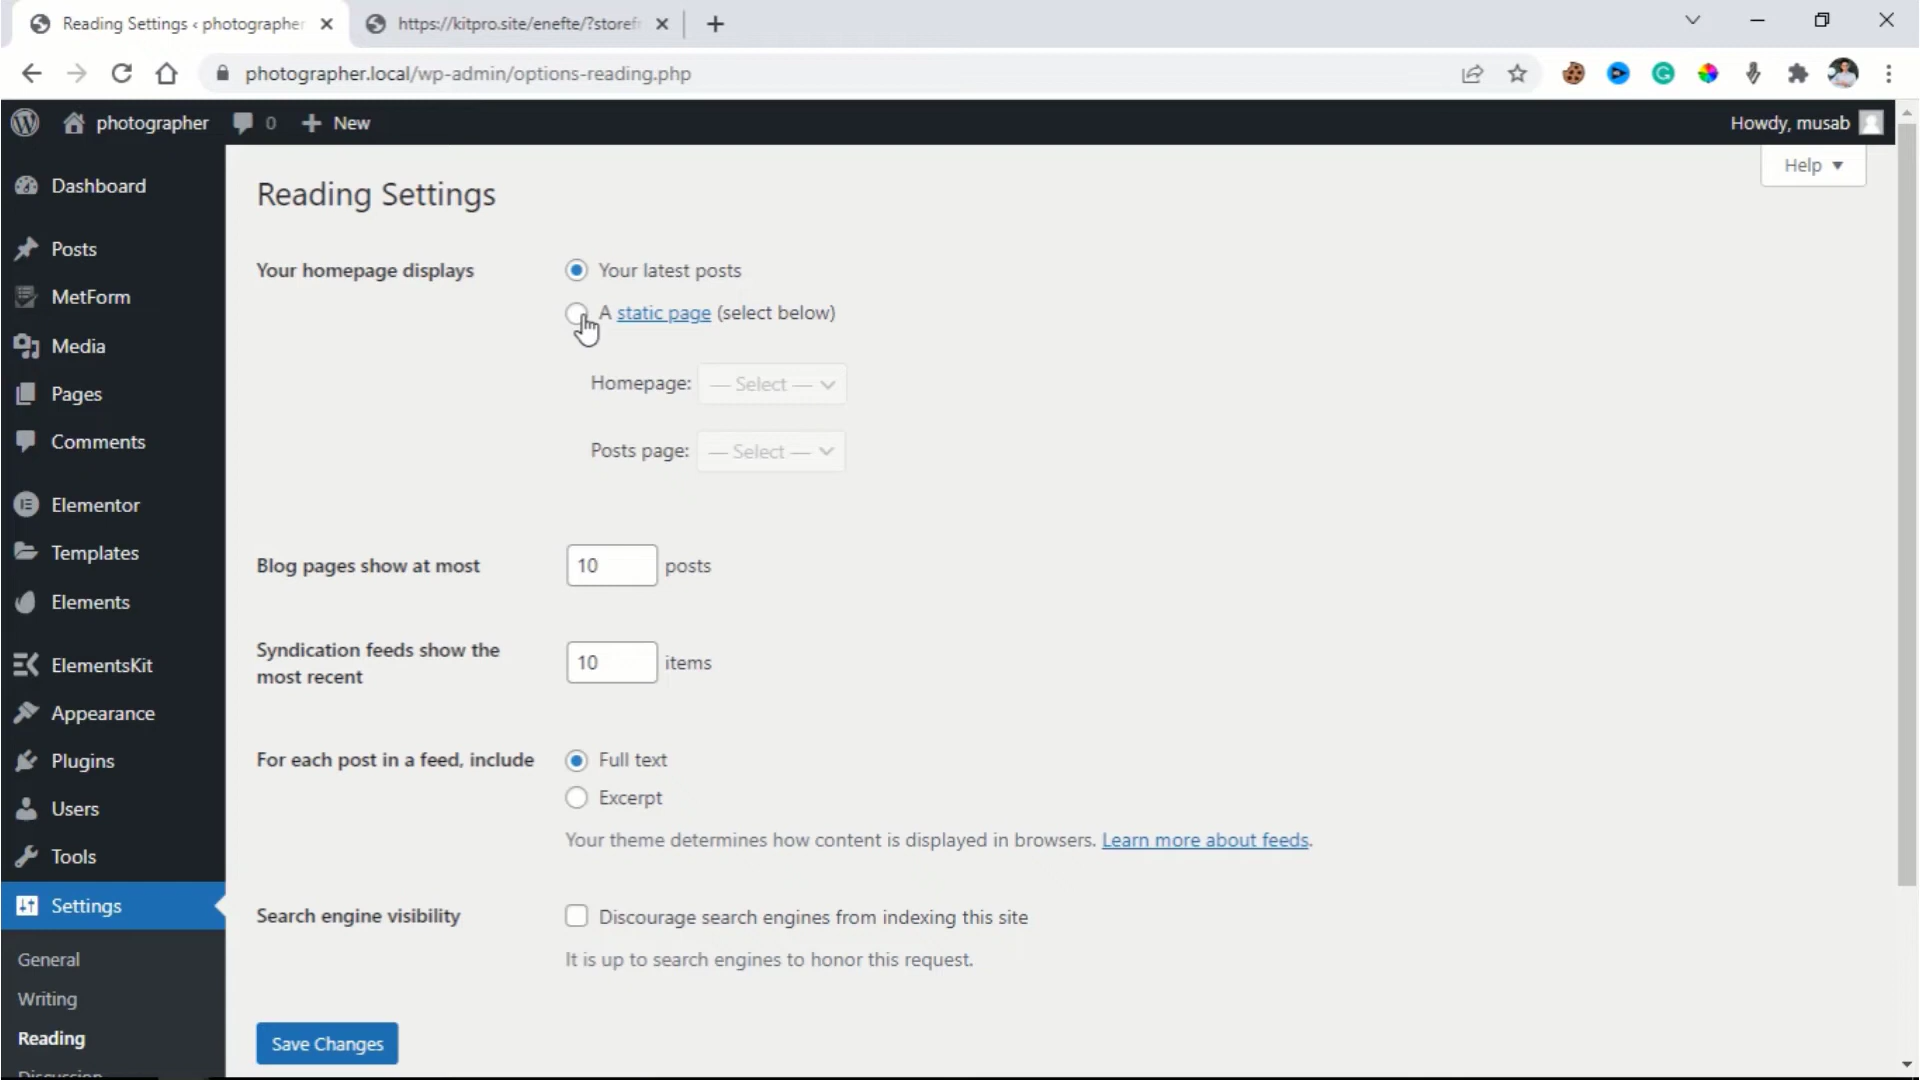 Reading Settings ‹ photographer
https://kitpro.site/enefte/?storef
photographer.local/wp-admin/options-reading.php
photographer 0 New Howdy, musab
Help
Dashboard
Posts
MetForm
Media
Pages
Comments
Elementor
Templates
Elements
ElementsKit
Appearance
Plugins
Users
Tools
Settings
General
Writing
Reading
Discussion
Reading Settings
Your homepage displays
Your latest posts
A static page (select below)
Homepage: — Select —
Posts page: — Select —
Blog pages show at most 10 posts
Syndication feeds show the
most recent
10 items
For each post in a feed, include
Full text
Excerpt
Your theme determines how content is displayed in browsers. Learn more about feeds.
Search engine visibility
Discourage search engines from indexing this site
It is up to search engines to honor this request.
Save Changes